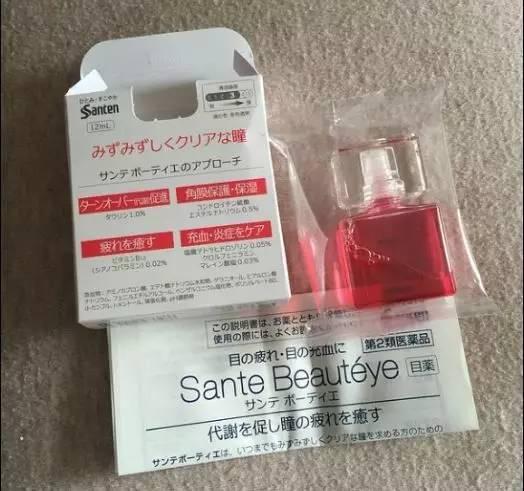 ひとみ・すこやか
Santen
12mL
清涼感
3
みずみずしくクリアな瞳
サンテ ボーティエのアプローチ
ターンオーバー促進
タウリン 1.0%
角膜保護・保湿
コンドロイチン硫酸
エステルナトリウム 0.5%
疲れを癒す
ビタミンB12
(シアノコバラミン) 0.02%
充血・炎症をケア
塩酸テトラヒドロゾリン 0.05%
クロルフェニラミン
マレイン酸塩 0.03%
この説明書は、お薬とともに
使用の際には、よくお読み
Santen
第2類医薬品
目の疲れ・目の充血に
Sante Beautéye 目薬
サンテ ボーティエ
代謝を促し瞳の疲れを癒す
サンテボーティエは、いつまでもみずみずしくクリアな瞳を求める方のための